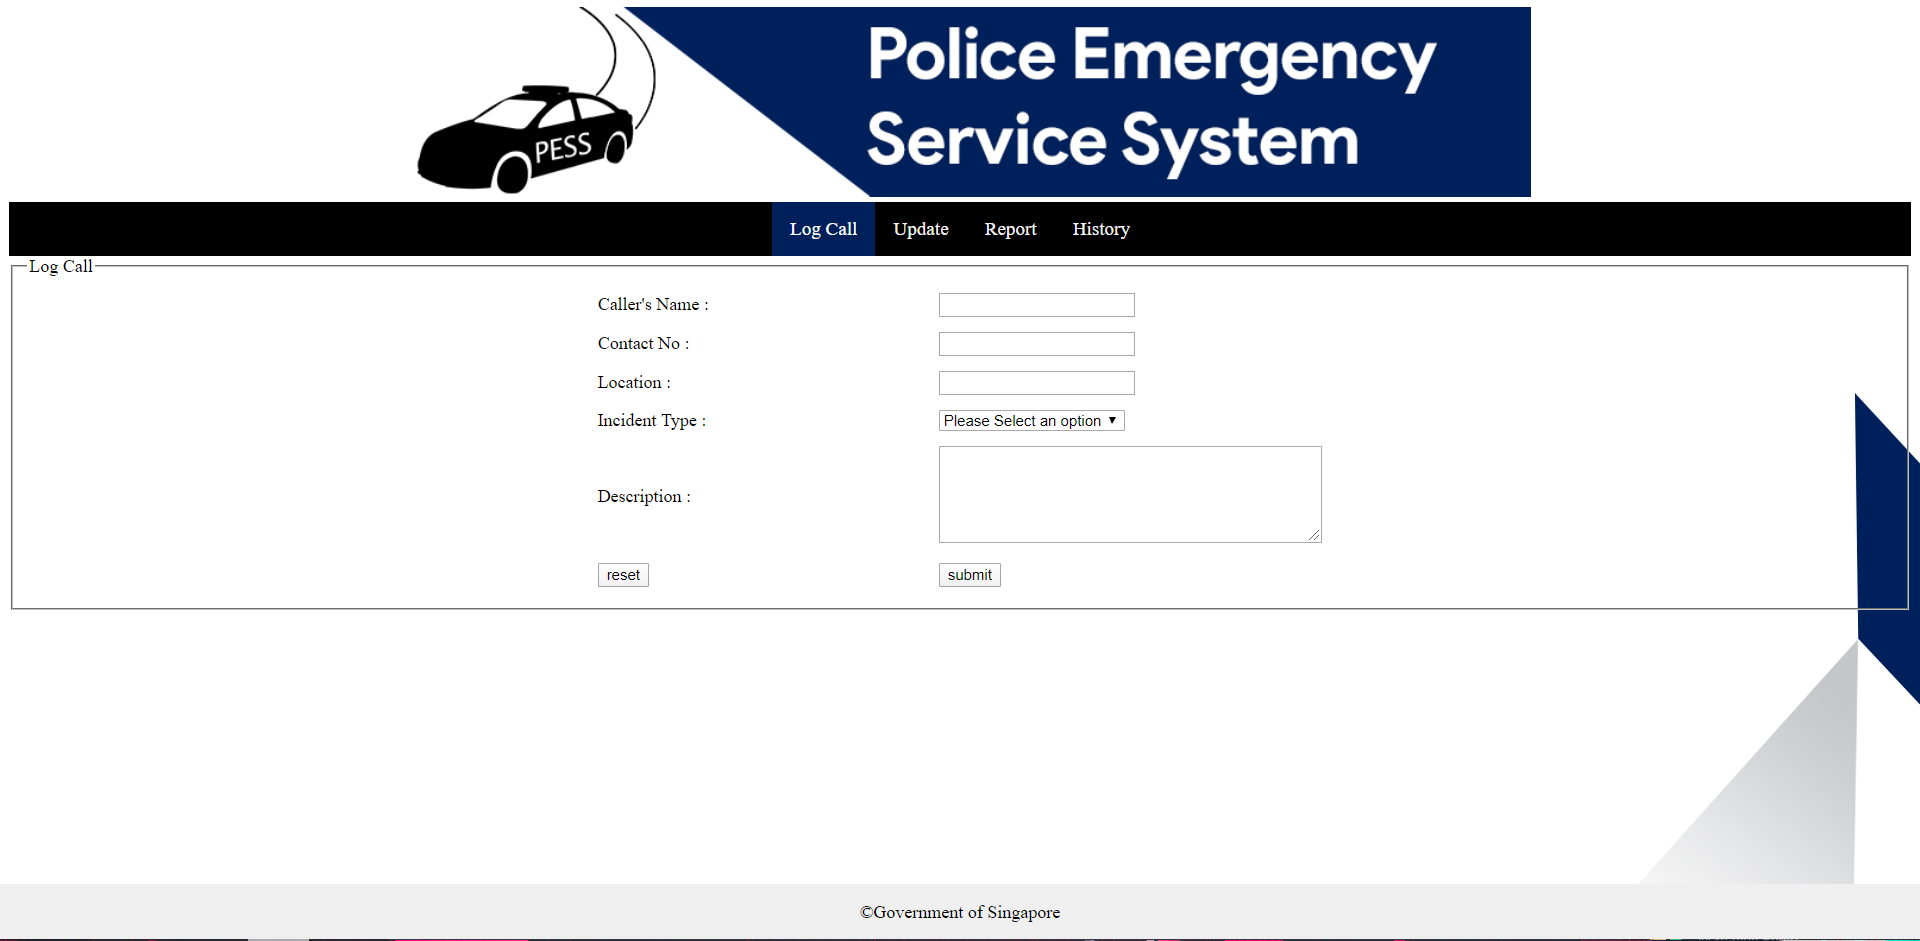 PESS
Police Emergency
Service System
Log Call Update Report History
Log Call
Caller's Name :
Contact No :
Location :
Incident Type : Please Select an option
Description :
reset submit
©Government of Singapore